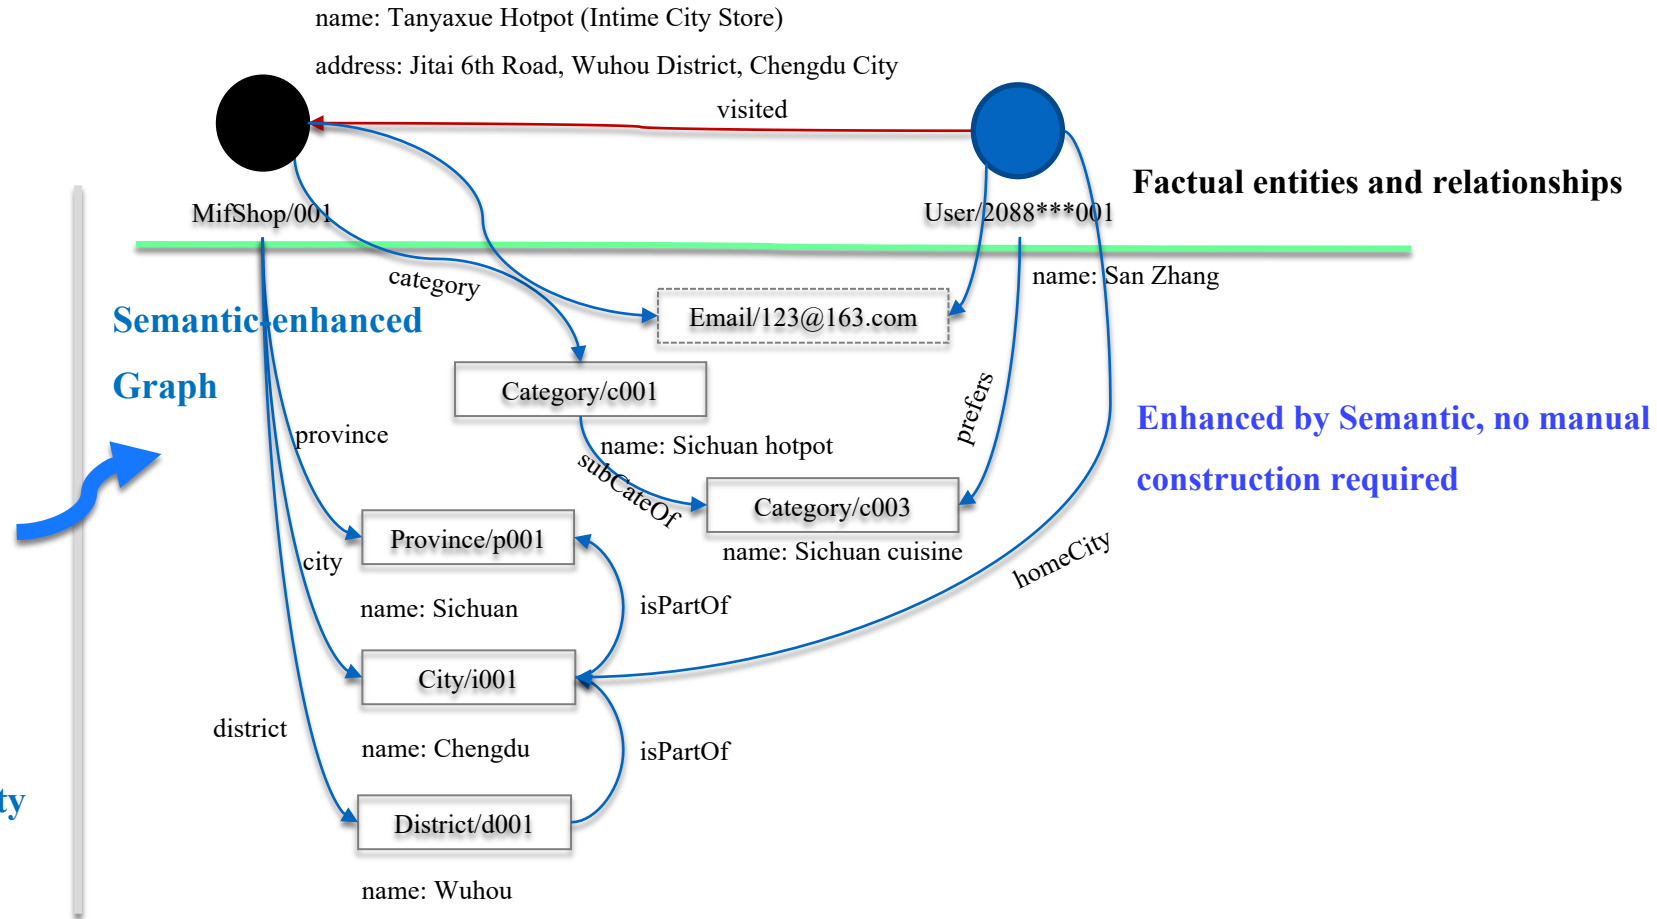 name: Tanyaxue Hotpot (Intime City Store)
address: Jitai 6th Road, Wuhou District, Chengdu City
visited
Factual entities and relationships
MifShop/001
User/2088***001
category
name: San Zhang
Semantic-enhanced
Graph
Email/123@163.com
Category/c001
prefers
Enhanced by Semantic, no manual
construction required
province
name: Sichuan hotpot
subCateOf
Category/c003
name: Sichuan cuisine
Province/p001
city
homeCity
name: Sichuan
isPartOf
City/i001
district
name: Chengdu
isPartOf
ty
District/d001
name: Wuhou